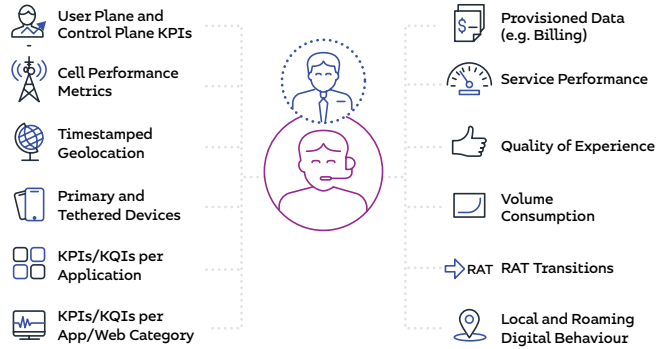 User Plane and
Control Plane KPIs
Cell Performance
Metrics
Timestamped
Geolocation
Primary and
Tethered Devices
KPIs/KQIs per
Application
KPIs/KQIs per
App/Web Category
$
Provisioned Data
(e.g. Billing)
Service Performance
Quality of Experience
Volume
Consumption
RAT
RAT Transitions
Local and Roaming
Digital Behaviour